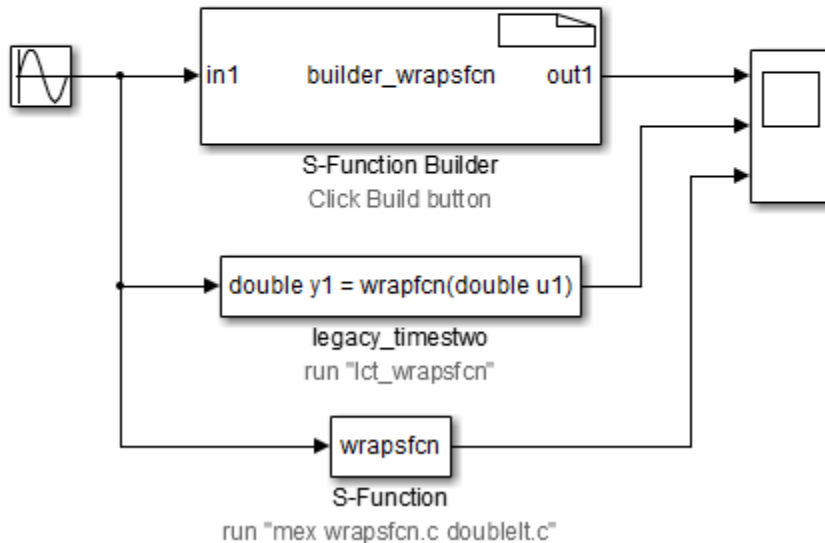 in1 builder_wrapsfcn out1
S-Function Builder
Click Build button
double y1 = wrapfcn(double u1)
legacy_timestwo
run "lct_wrapsfcn"
wrapsfcn
S-Function
run "mex wrapsfcn.c doubleIt.c"